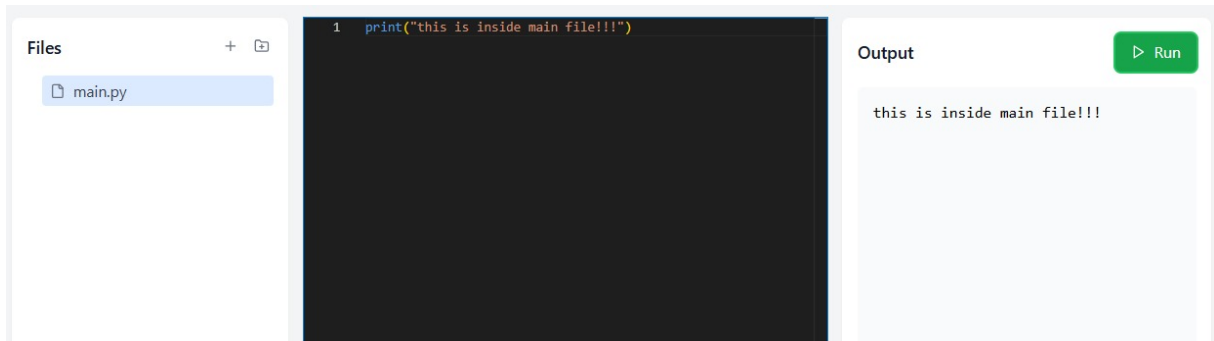 Files
main.py
1 print("this is inside main file!!!")
Output
Run
this is inside main file!!!